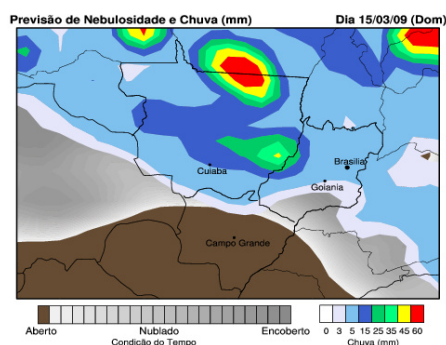 Previsão de Nebulosidade e Chuva (mm) Dia 15/03/09 (Dom)
Cuiaba
Brasilia
Goiania
Campo Grande
0 3 5 15 25 35 45 60
Aberto Nublado Encoberto Chuva (mm)
Condição do Tempo